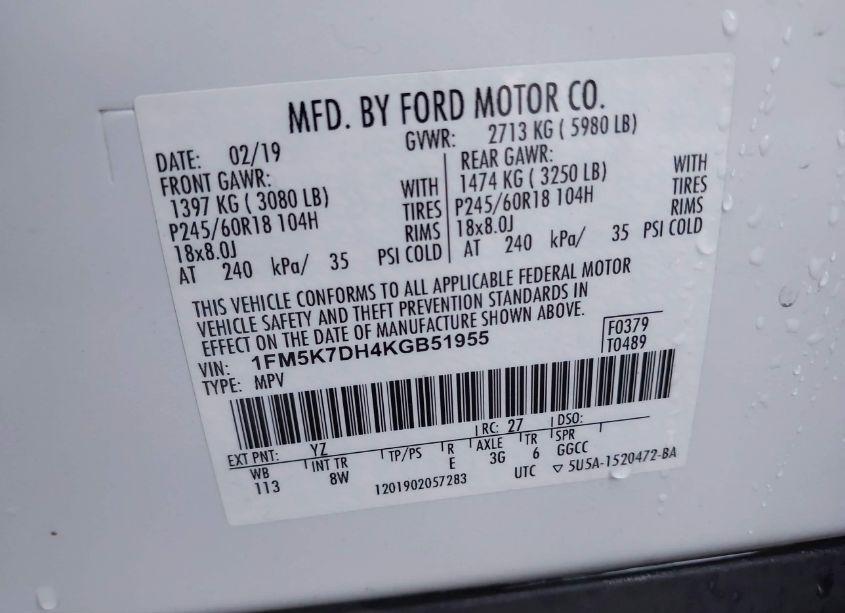 MFD. BY FORD MOTOR CO.
DATE: 02/19
GVWR: 2713 KG ( 5980 LB)
FRONT GAWR:
1397 KG ( 3080 LB) WITH
P245/60R18 104H TIRES
18x8.0J RIMS
AT 240 kPa/ 35 PSI COLD
REAR GAWR:
1474 KG ( 3250 LB) WITH
P245/60R18 104H TIRES
18x8.0J RIMS
AT 240 kPa/ 35 PSI COLD
THIS VEHICLE CONFORMS TO ALL APPLICABLE FEDERAL MOTOR
VEHICLE SAFETY AND THEFT PREVENTION STANDARDS IN
EFFECT ON THE DATE OF MANUFACTURE SHOWN ABOVE.
VIN: 1FM5K7DH4KGB51955
TYPE: MPV
F0379
T0489
EXT PNT: YZ RC: 27 DSO:
WB INT TR TP/PS R AXLE TR SPR
113 8W E 3G 6 GGCC
1201902057283 UTC ▽ 5U5A-1520472-BA